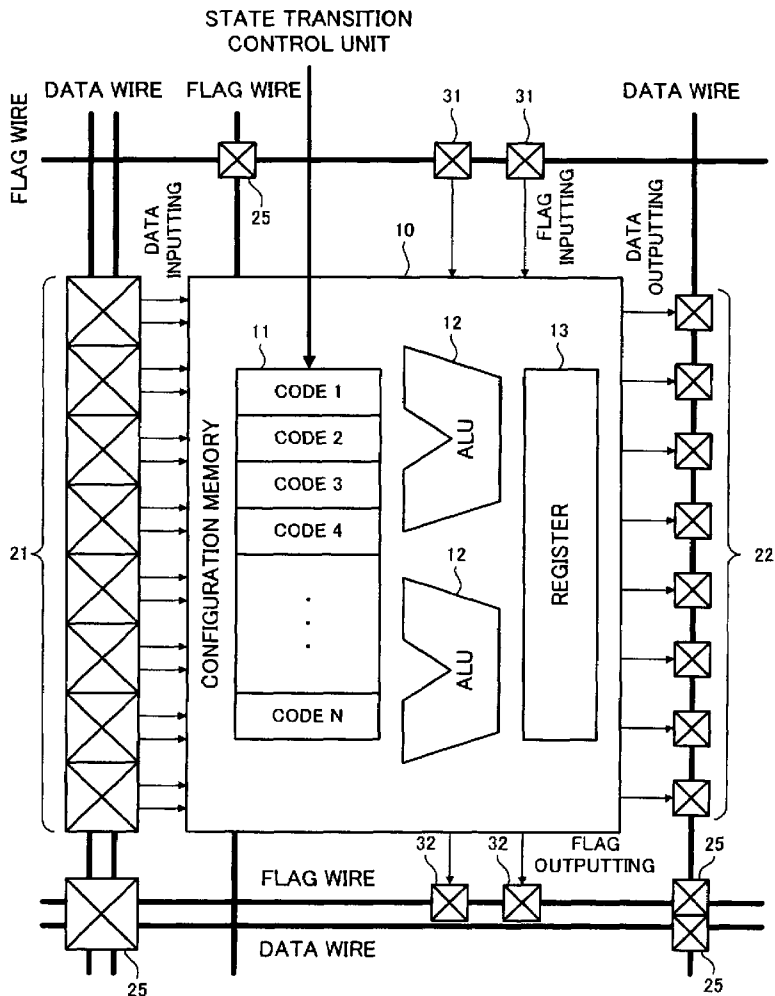 STATE TRANSITION
CONTROL UNIT
DATA WIRE
FLAG WIRE
DATA WIRE
31
31
FLAG WIRE
25
DATA
INPUTTING
FLAG
INPUTTING
DATA
OUTPUTTING
10
11
12
13
CODE 1
CODE 2
CODE 3
CODE 4
CODE N
CONFIGURATION MEMORY
ALU
12
ALU
REGISTER
21
22
32
32
FLAG
OUTPUTTING
25
FLAG WIRE
DATA WIRE
25
25